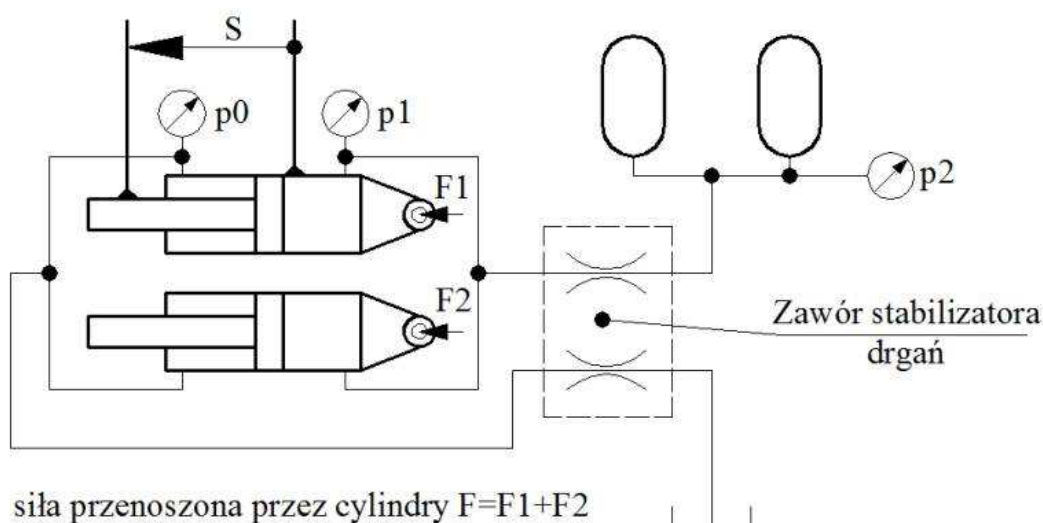 S
p0
p1
F1
p2
F2
Zawór stabilizatora
drgań
siła przenoszona przez cylindry F=F1+F2